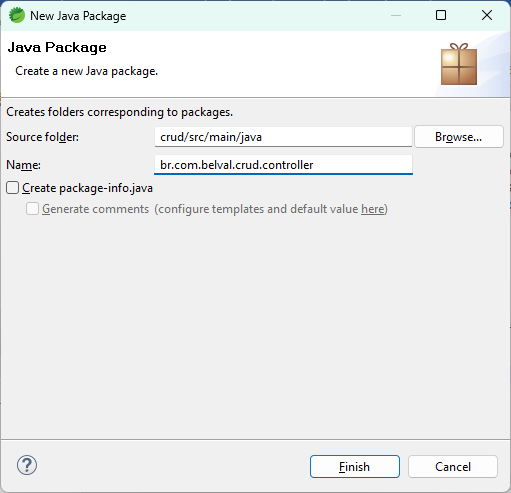 New Java Package
Java Package
Create a new Java package.
Creates folders corresponding to packages.
Source folder: crud/src/main/java Browse...
Name: br.com.belval.crud.controller
Create package-info.java
Generate comments (configure templates and default value here)
? Finish Cancel